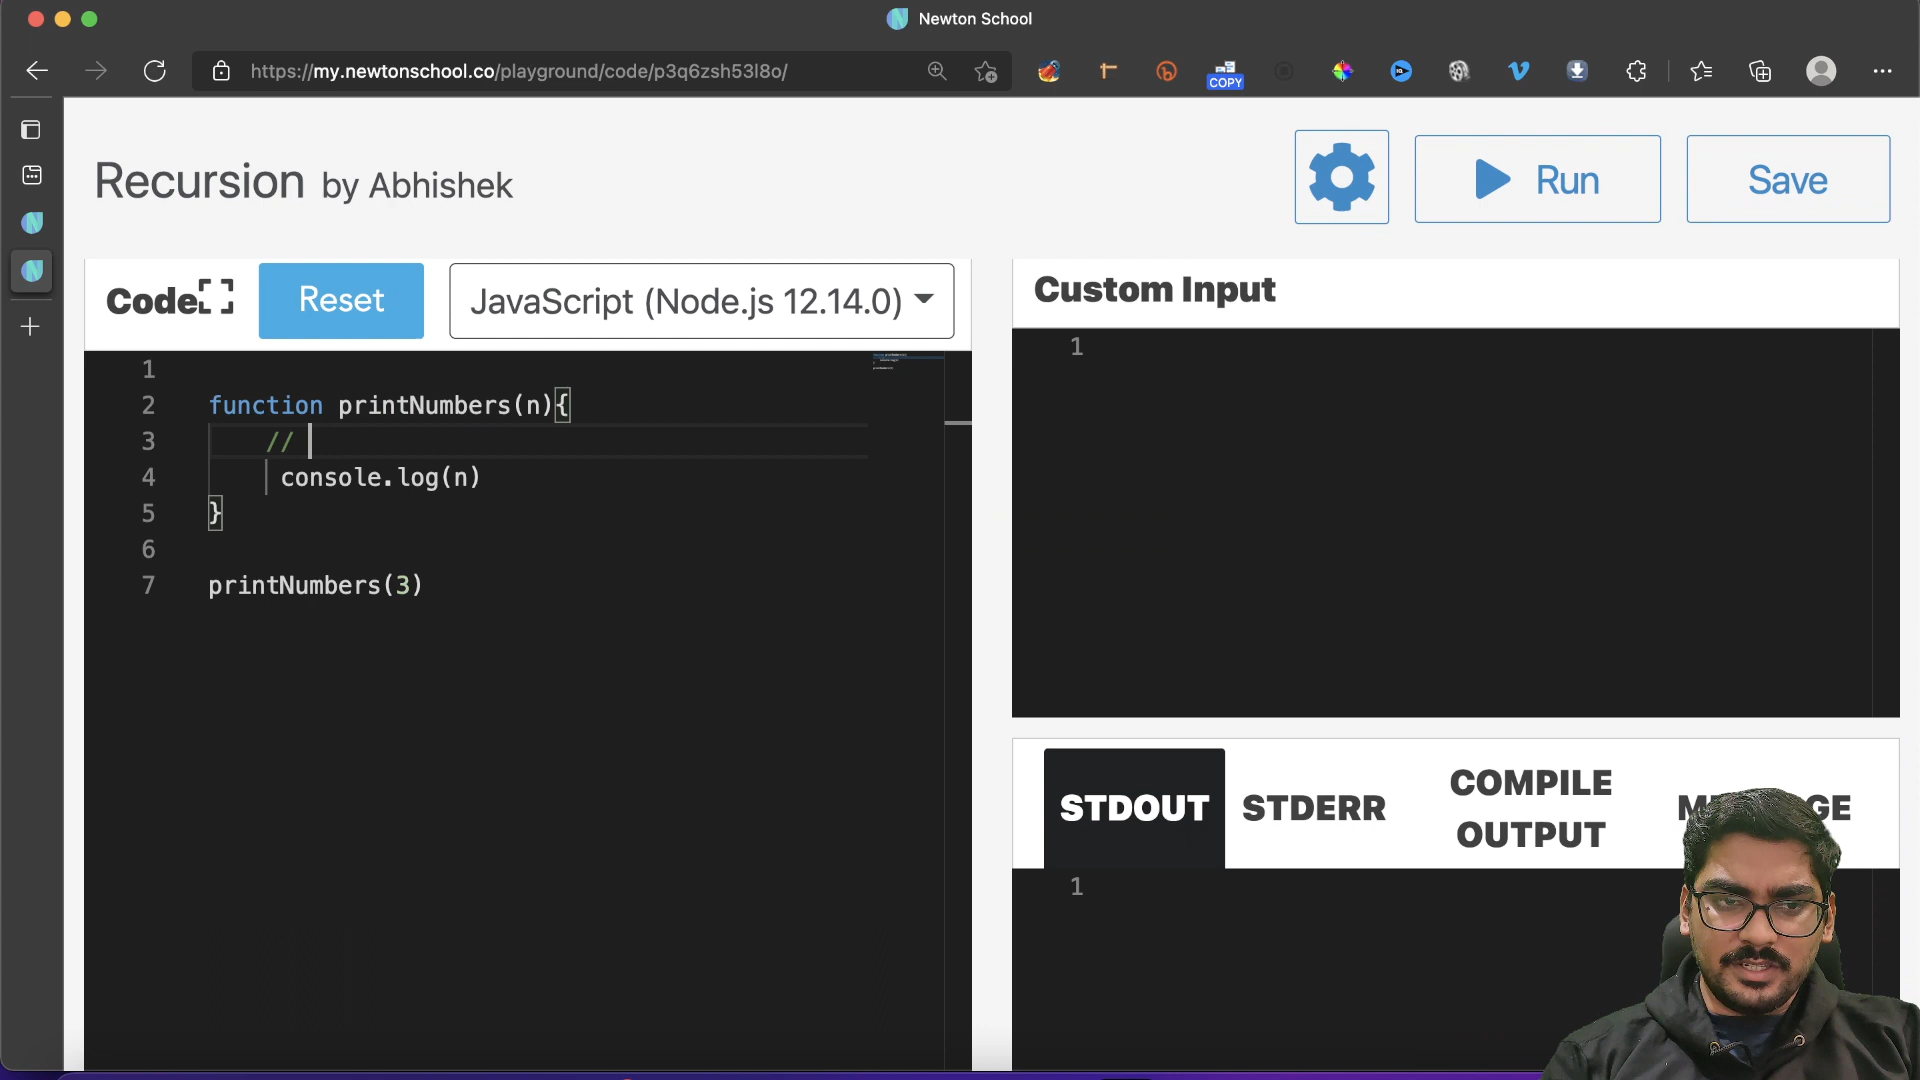 Newton School
https://my.newtonschool.co/playground/code/p3q6zsh53l8o/
COPY
Recursion by Abhishek
Run
Save
Code
Reset
JavaScript (Node.js 12.14.0)
Custom Input
1
1
2 function printNumbers(n){
3 //
4 console.log(n)
5 }
6
7 printNumbers(3)
STDOUT
STDERR
COMPILE
OUTPUT
1